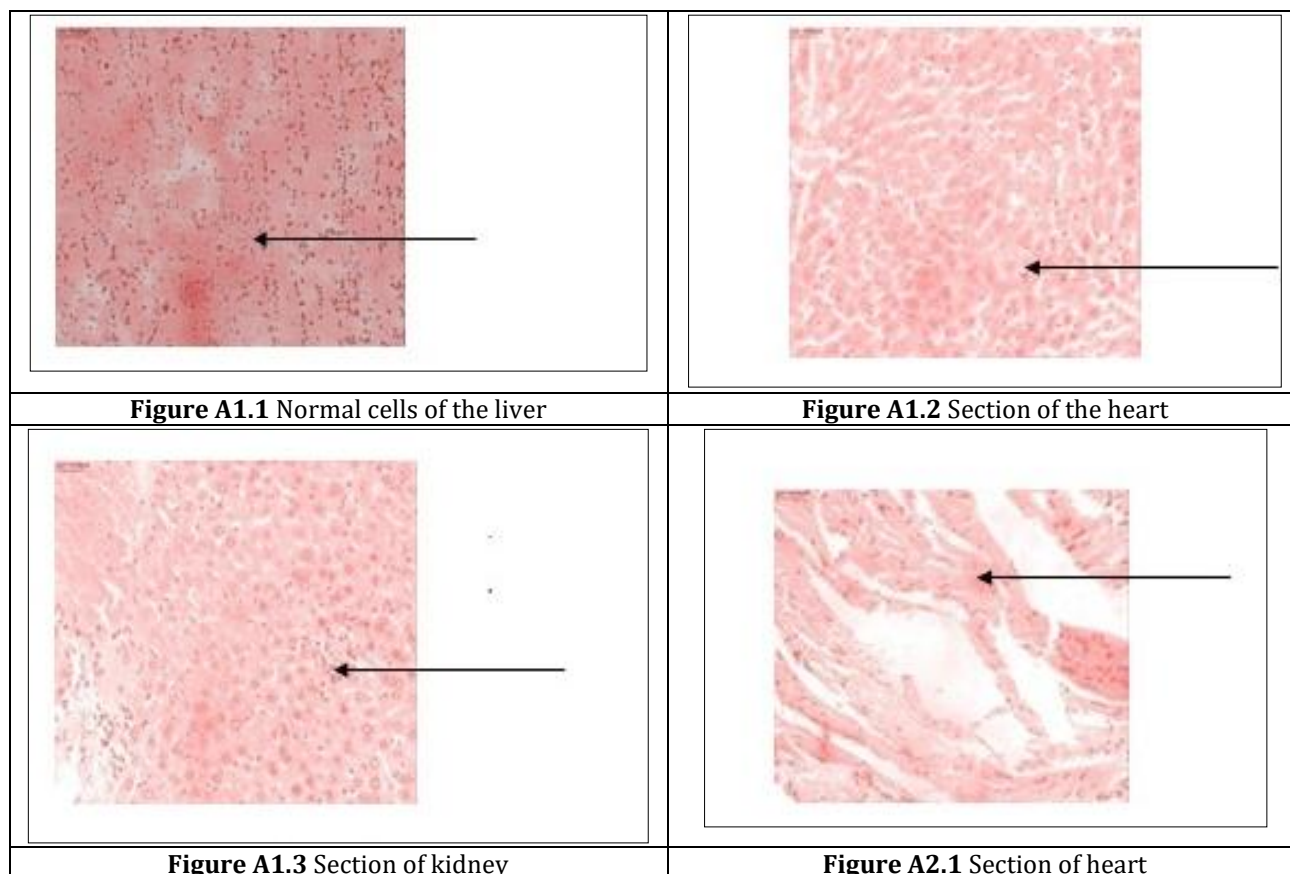 Figure A1.1 Normal cells of the liver
Figure A1.2 Section of the heart
Figure A1.3 Section of kidney
Figure A2.1 Section of heart